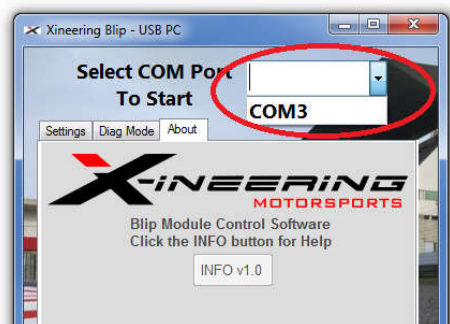 Xineering Blip - USB PC
Select COM Port
To Start
COM3
Settings Diag Mode About
X-INEERING
MOTORSPORTS
Blip Module Control Software
Click the INFO button for Help
INFO v1.0